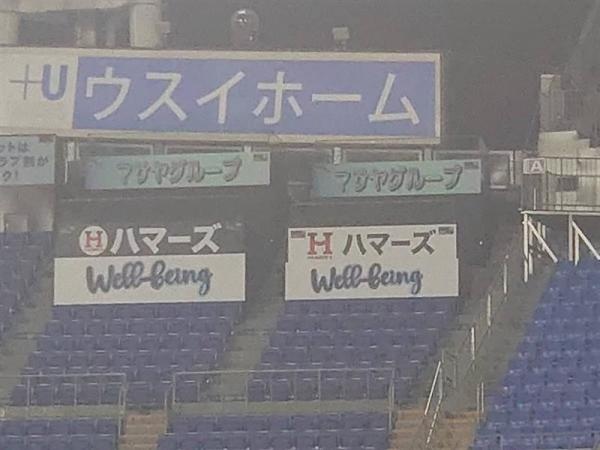 +U ウスイホーム
マサヤグループ マサヤグループ
H ハマーズ H ハマーズ
Well-being Well-being
A